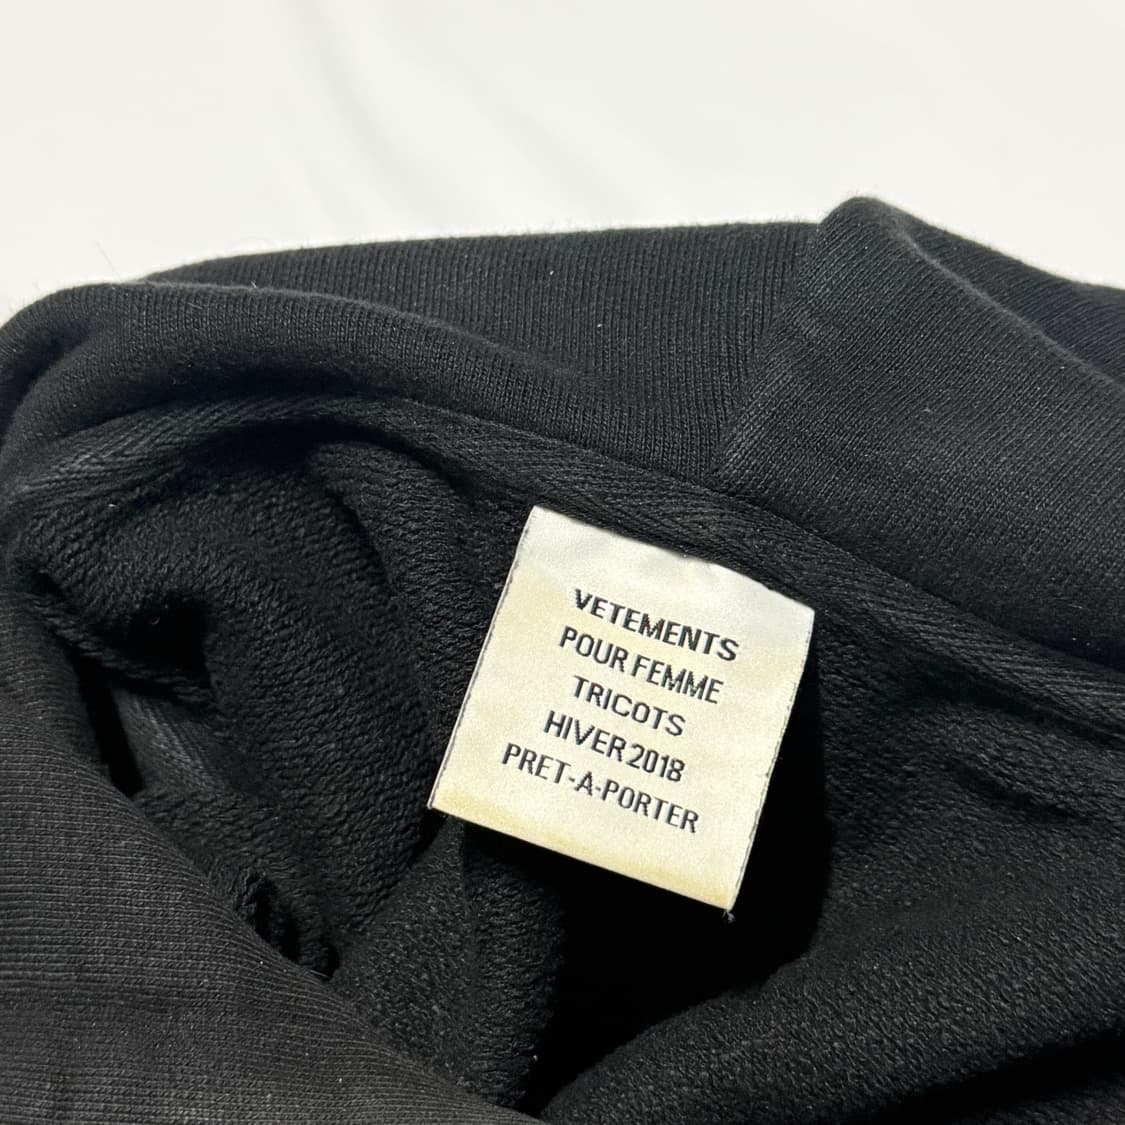 VETEMENTS
POUR FEMME
TRICOTS
HIVER 2018
PRET-A-PORTER